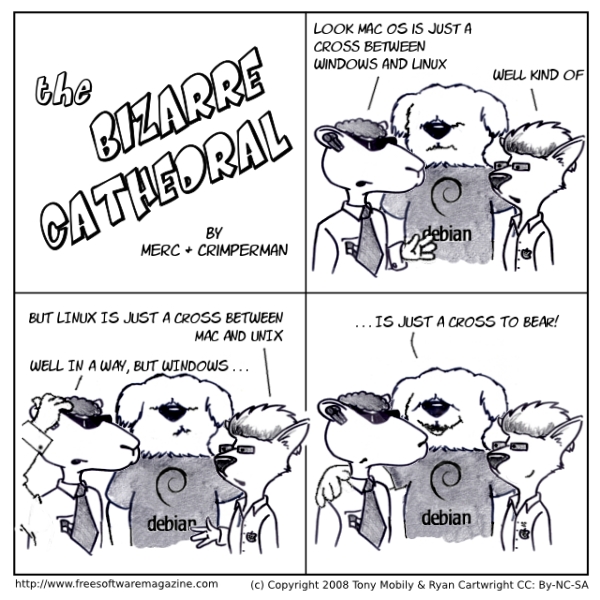 the
BIZARRE
CATHEDRAL
BY
MERC + CRIMPERMAN
LOOK MAC OS IS JUST A
CROSS BETWEEN
WINDOWS AND LINUX
WELL KIND OF
debian
BUT LINUX IS JUST A CROSS BETWEEN
MAC AND UNIX
WELL IN A WAY, BUT WINDOWS ...
debian
... IS JUST A CROSS TO BEAR!
debian
http://www.freesoftwaremagazine.com
(c) Copyright 2008 Tony Mobily & Ryan Cartwright CC: By-NC-SA